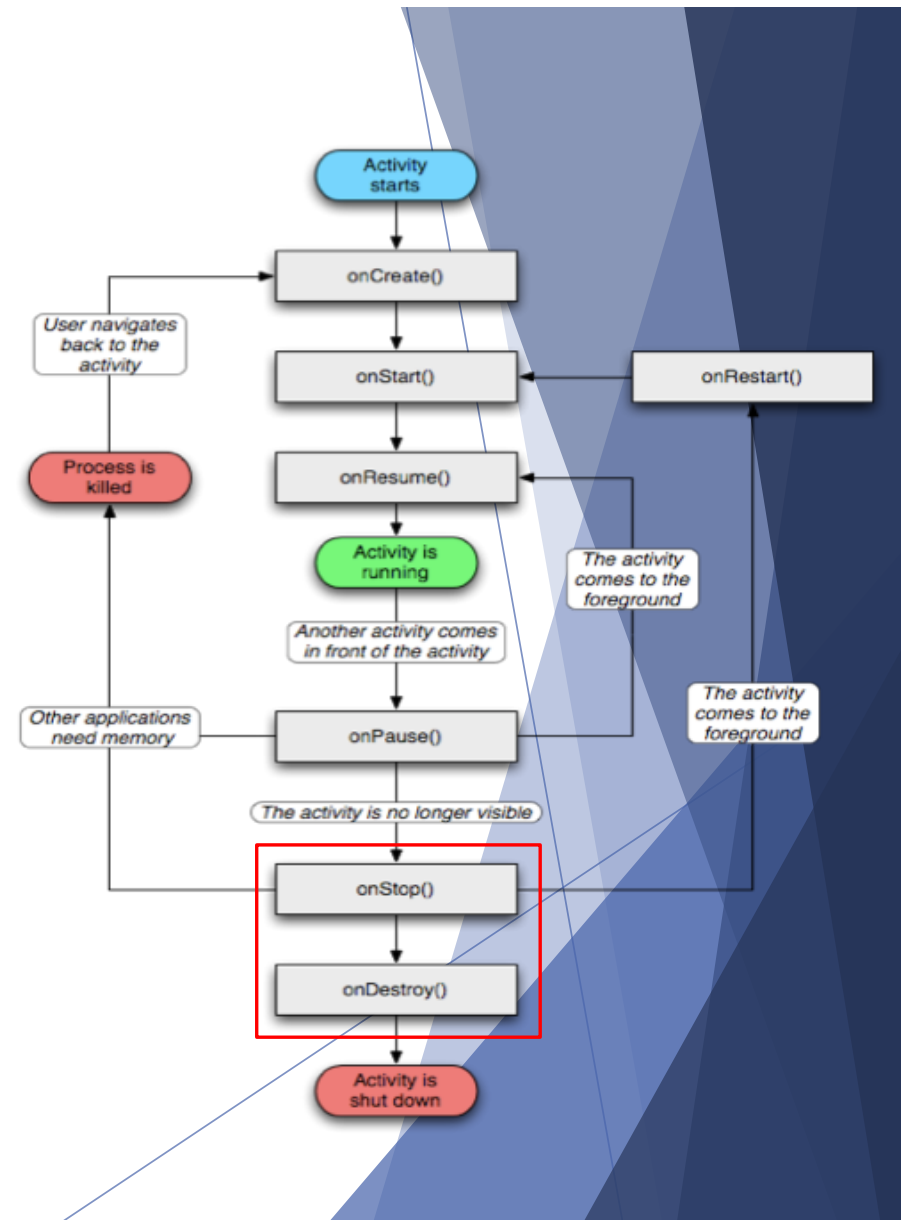 Activity
starts
onCreate()
User navigates
back to the
activity
onStart()
onRestart()
onResume()
Process is
killed
Activity is
running
The activity
comes to the
foreground
Another activity comes
in front of the activity
The activity
comes to the
foreground
Other applications
need memory
onPause()
The activity is no longer visible
onStop()
onDestroy()
Activity is
shut down